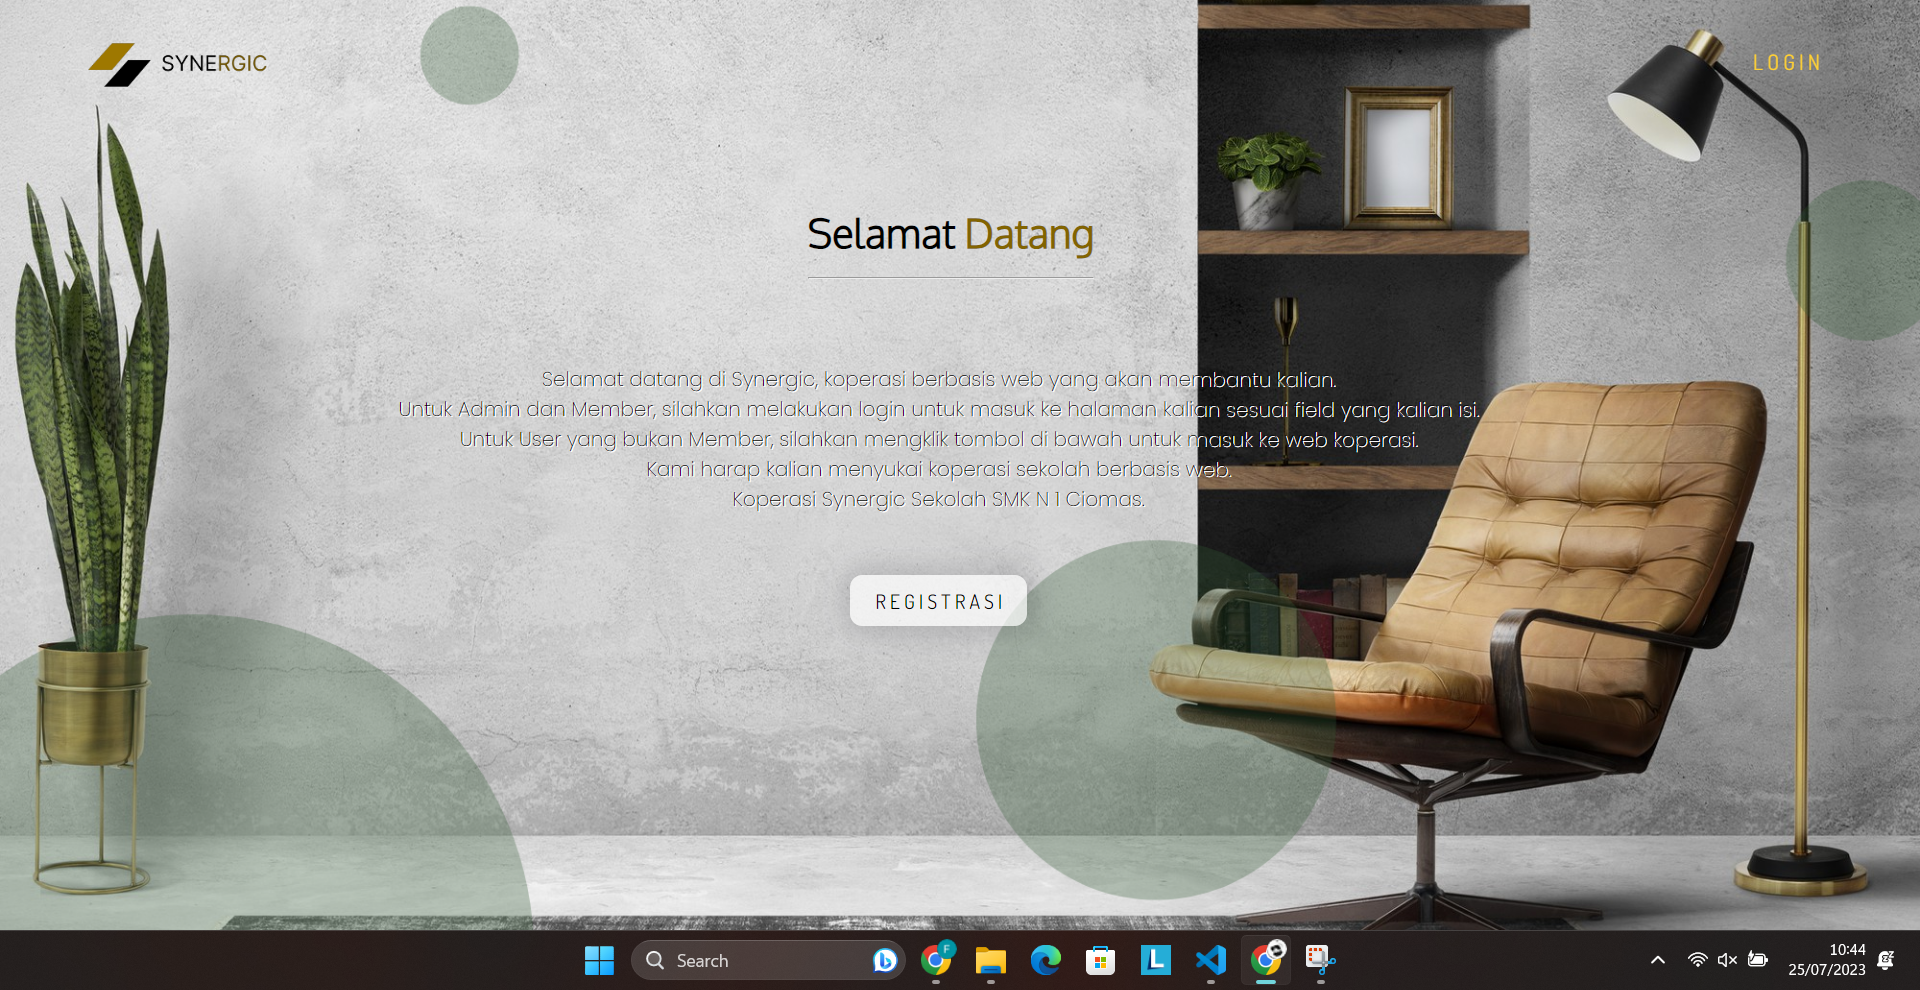 SYNERGIC
LOGIN
Selamat Datang
Selamat datang di Synergic, koperasi berbasis web yang akan membantu kalian.
Untuk Admin dan Member, silahkan melakukan login untuk masuk ke halaman kalian sesuai field yang kalian isi.
Untuk User yang bukan Member, silahkan mengklik tombol di bawah untuk masuk ke web koperasi.
Kami harap kalian menyukai koperasi sekolah berbasis web.
Koperasi Synergic Sekolah SMK N 1 Ciomas.
REGISTRASI
Search
F
L
10:44
25/07/2023